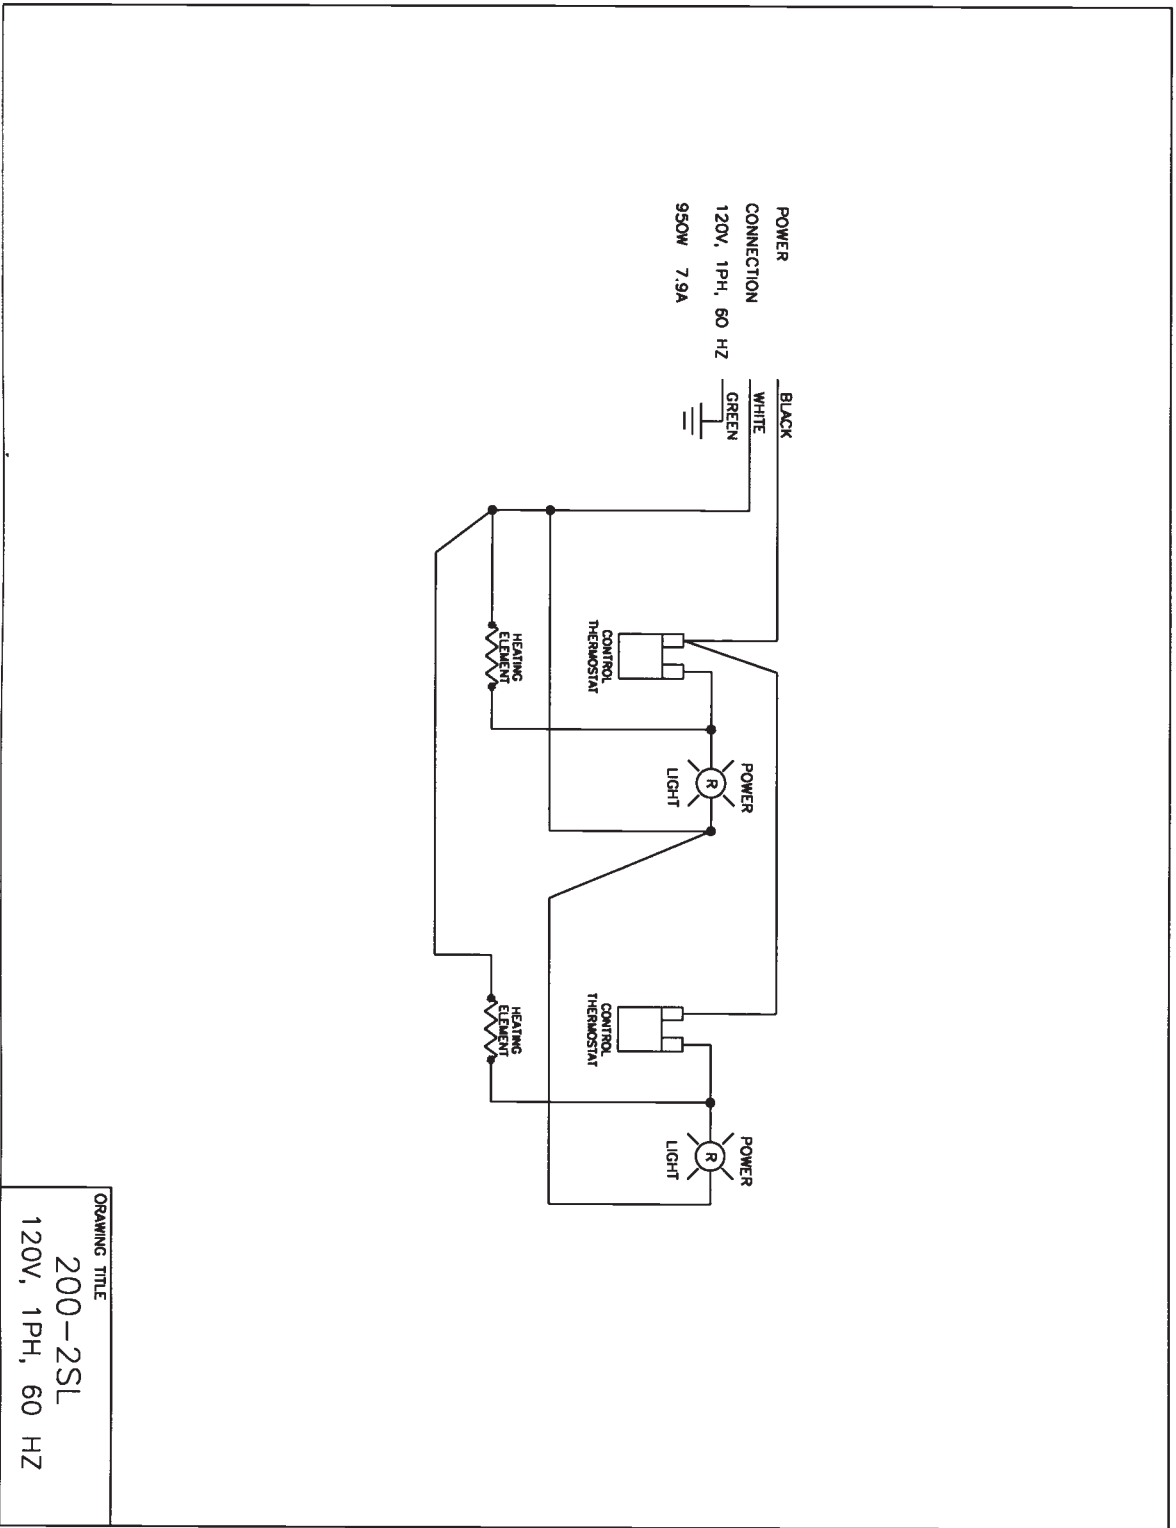 POWER
CONNECTION
120V, 1PH, 60 HZ
950W 7.9A
BLACK
WHITE
GREEN
CONTROL
THERMOSTAT
HEATING
ELEMENT
POWER
R
LIGHT
CONTROL
THERMOSTAT
HEATING
ELEMENT
POWER
R
LIGHT
DRAWING TITLE
200-2SL
120V, 1PH, 60 HZ